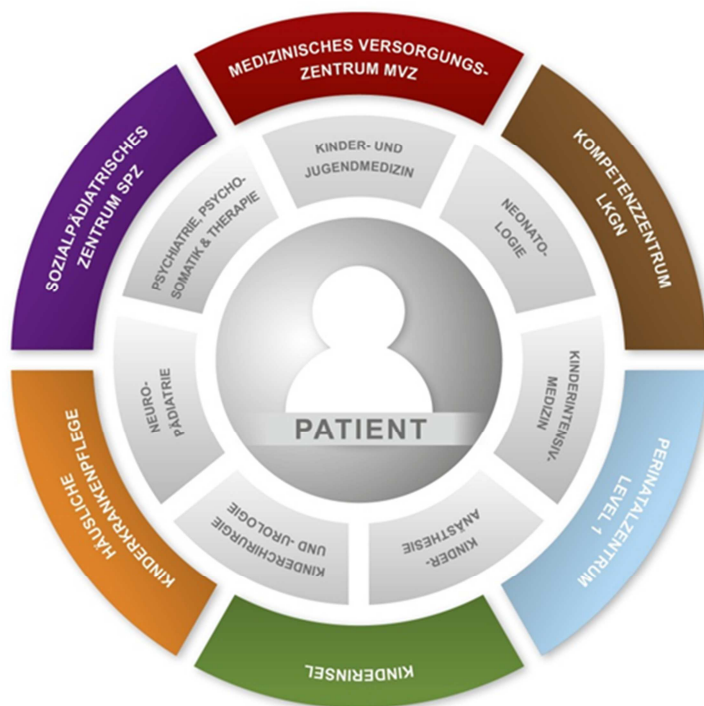 MEDIZINISCHES VERSORGUNGS-
ZENTRUM MVZ
KOMPETENZZENTRUM
LKGN
PERINATALZENTRUM
LEVEL 1
KINDERINSEL
HÄUSLICHE
KINDERKRANKENPFLEGE
SOZIALPÄDIATRISCHES
ZENTRUM SPZ
KINDER- UND
JUGENDMEDIZIN
NEONATO-
LOGIE
KINDERINTENSIV-
MEDIZIN
KINDER-
ANÄSTHESIE
KINDERCHIRURGIE
UND -UROLOGIE
NEURO-
PÄDIATRIE
PSYCHIATRIE, PSYCHO-
SOMATIK & THERAPIE
PATIENT